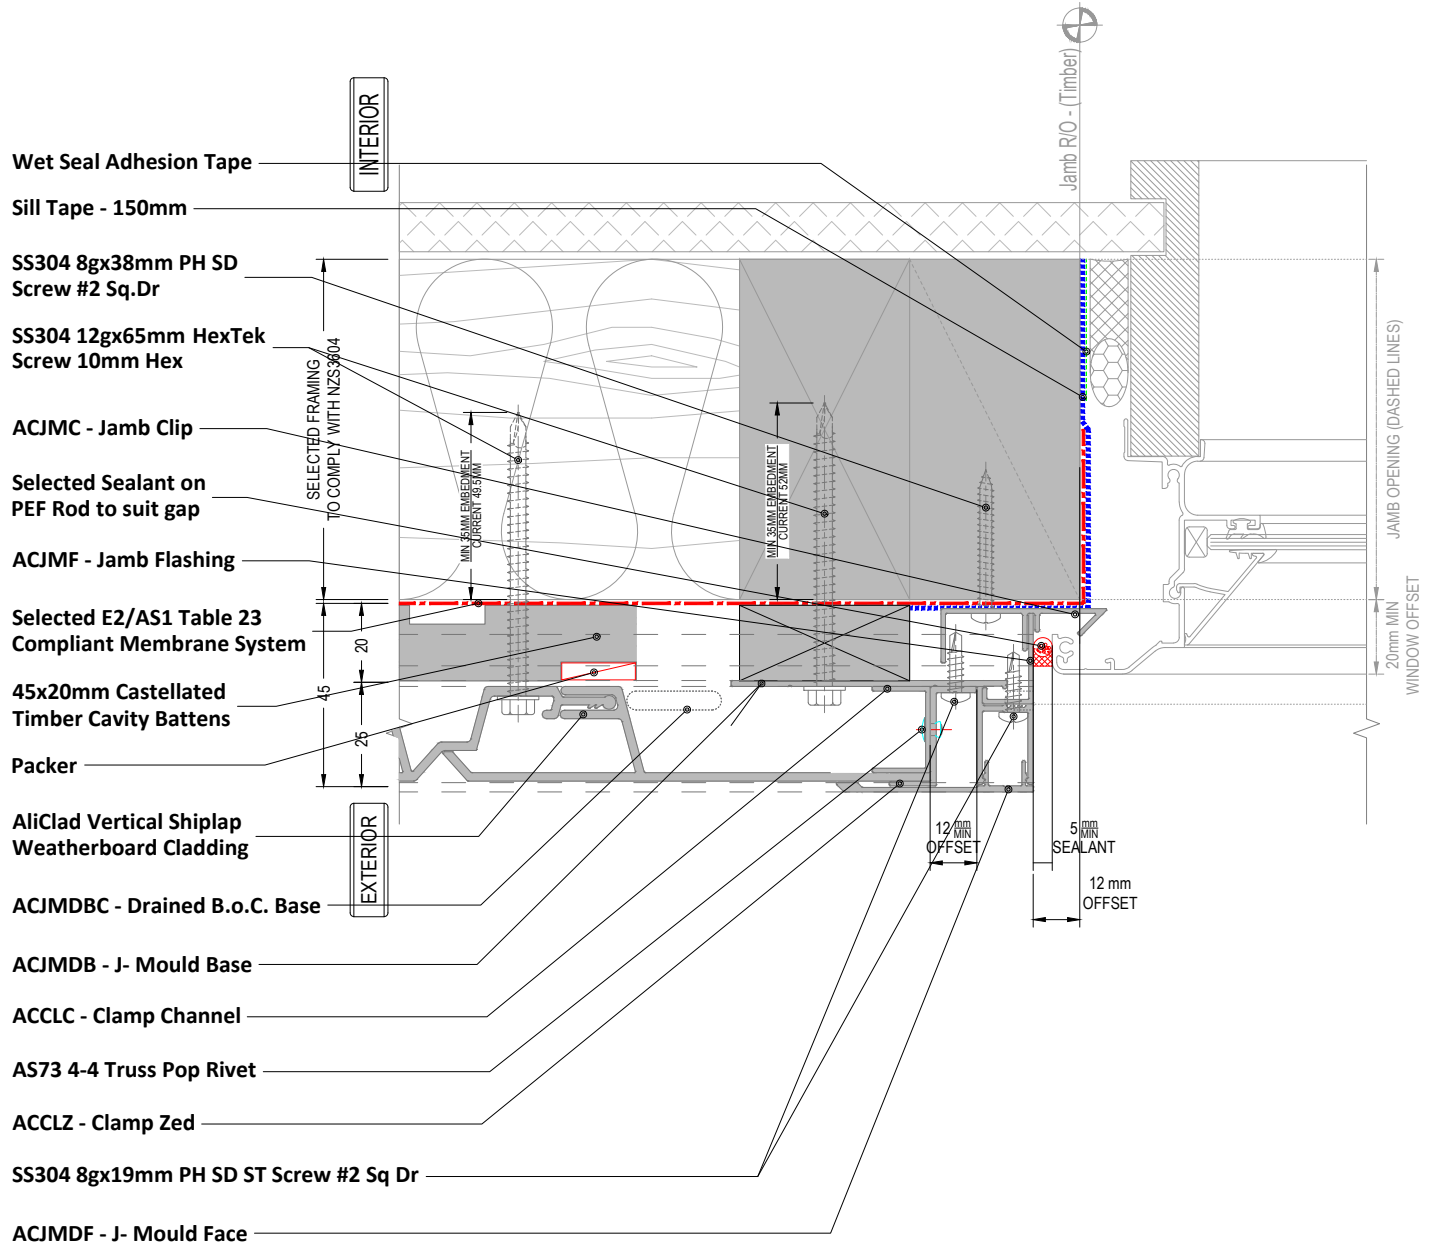 Jamb R/O - (Timber)
INTERIOR
Wet Seal Adhesion Tape
Sill Tape - 150mm
SS304 8gx38mm PH SD
Screw #2 Sq.Dr
SS304 12gx65mm HexTek
Screw 10mm Hex
ACJMC - Jamb Clip
Selected Sealant on
PEF Rod to suit gap
ACJMF - Jamb Flashing
Selected E2/AS1 Table 23
Compliant Membrane System
45x20mm Castellated
Timber Cavity Battens
Packer
AliClad Vertical Shiplap
Weatherboard Cladding
ACJMDBC - Drained B.o.C. Base
ACJMDB - J- Mould Base
ACCLC - Clamp Channel
AS73 4-4 Truss Pop Rivet
ACCLZ - Clamp Zed
SS304 8gx19mm PH SD ST Screw #2 Sq Dr
ACJMDF - J- Mould Face
SELECTED FRAMING
TO COMPLY WITH NZS3604
MIN 35MM EMBEDMENT
CURRENT 49.5MM
MIN 35MM EMBEDMENT
CURRENT 52MM
45
20
25
EXTERIOR
12 mm MIN
OFFSET
5 mm MIN
SEALANT
12 mm
OFFSET
JAMB OPENING (DASHED LINES)
20mm MIN
WINDOW OFFSET